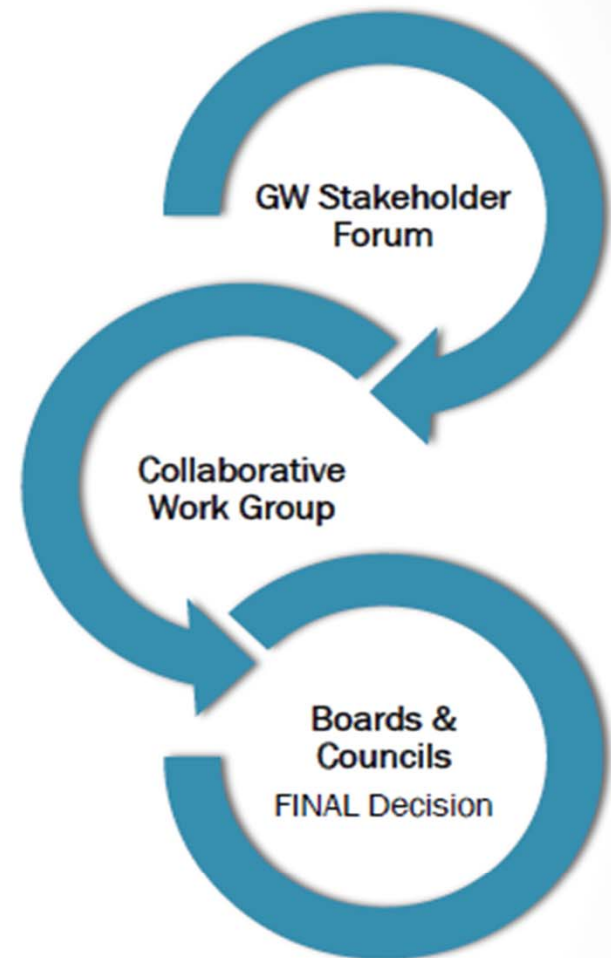 GW Stakeholder
Forum
Collaborative
Work Group
Boards &
Councils
FINAL Decision